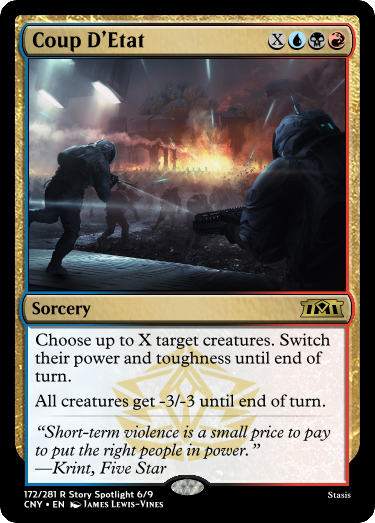 Coup D'Etat X
Sorcery
Choose up to X target creatures. Switch
their power and toughness until end of
turn.
All creatures get -3/-3 until end of turn.
“Short-term violence is a small price to pay
to put the right people in power.”
—Krint, Five Star
172/281 R Story Spotlight 6/9 Stasis
CNY • EN James Lewis-Vines